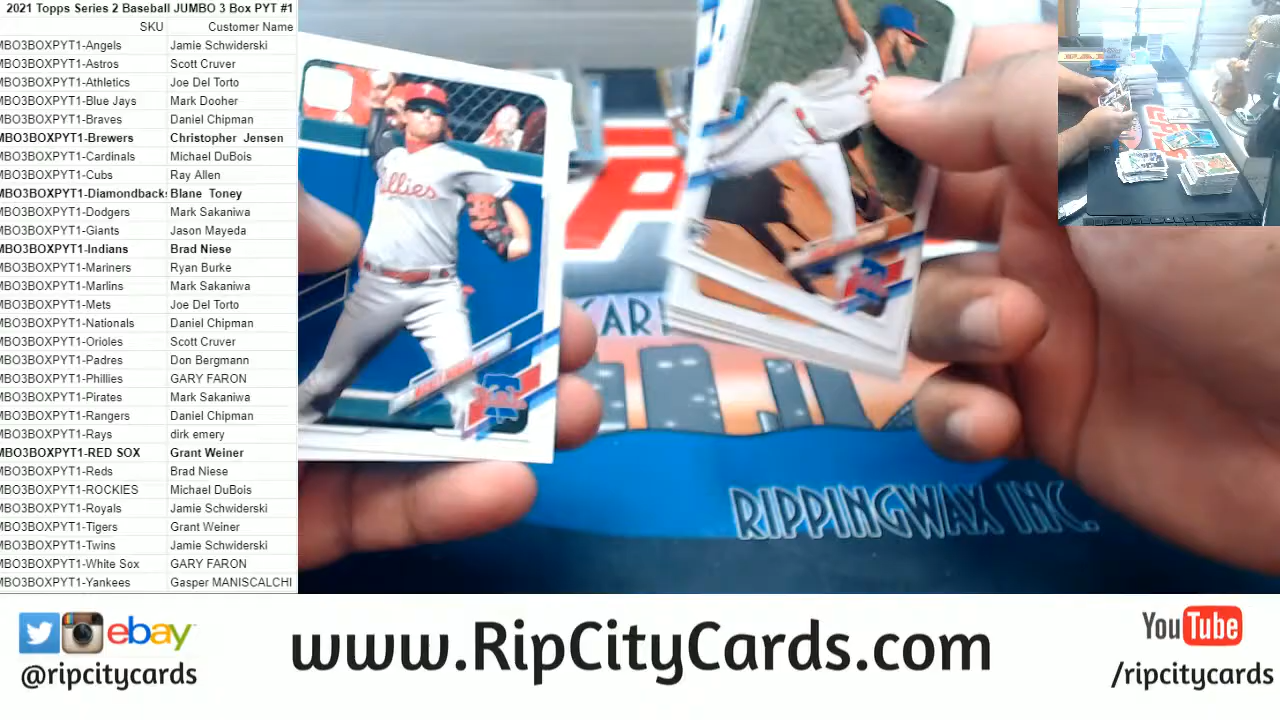 2021 Topps Series 2 Baseball JUMBO 3 Box PYT #1
SKU Customer Name
MBO3BOXPYT1-Angels Jamie Schwiderski
MBO3BOXPYT1-Astros Scott Cruver
MBO3BOXPYT1-Athletics Joe Del Torto
MBO3BOXPYT1-Blue Jays Mark Dooher
MBO3BOXPYT1-Braves Daniel Chipman
MBO3BOXPYT1-Brewers Christopher Jensen
MBO3BOXPYT1-Cardinals Michael DuBois
MBO3BOXPYT1-Cubs Ray Allen
MBO3BOXPYT1-Diamondbacks Blane Toney
MBO3BOXPYT1-Dodgers Mark Sakaniwa
MBO3BOXPYT1-Giants Jason Mayeda
MBO3BOXPYT1-Indians Brad Niese
MBO3BOXPYT1-Mariners Ryan Burke
MBO3BOXPYT1-Marlins Mark Sakaniwa
MBO3BOXPYT1-Mets Joe Del Torto
MBO3BOXPYT1-Nationals Daniel Chipman
MBO3BOXPYT1-Orioles Scott Cruver
MBO3BOXPYT1-Padres Don Bergmann
MBO3BOXPYT1-Phillies GARY FARON
MBO3BOXPYT1-Pirates Mark Sakaniwa
MBO3BOXPYT1-Rangers Daniel Chipman
MBO3BOXPYT1-Rays dirk emery
MBO3BOXPYT1-RED SOX Grant Weiner
MBO3BOXPYT1-Reds Brad Niese
MBO3BOXPYT1-ROCKIES Michael DuBois
MBO3BOXPYT1-Royals Jamie Schwiderski
MBO3BOXPYT1-Tigers Grant Weiner
MBO3BOXPYT1-Twins Jamie Schwiderski
MBO3BOXPYT1-White Sox GARY FARON
MBO3BOXPYT1-Yankees Gasper MANISCALCHI
Phillies
CAR
RIPPINGWAX INC.
ebay
@ripcitycards
www.RipCityCards.com
YouTube
/ripcitycards